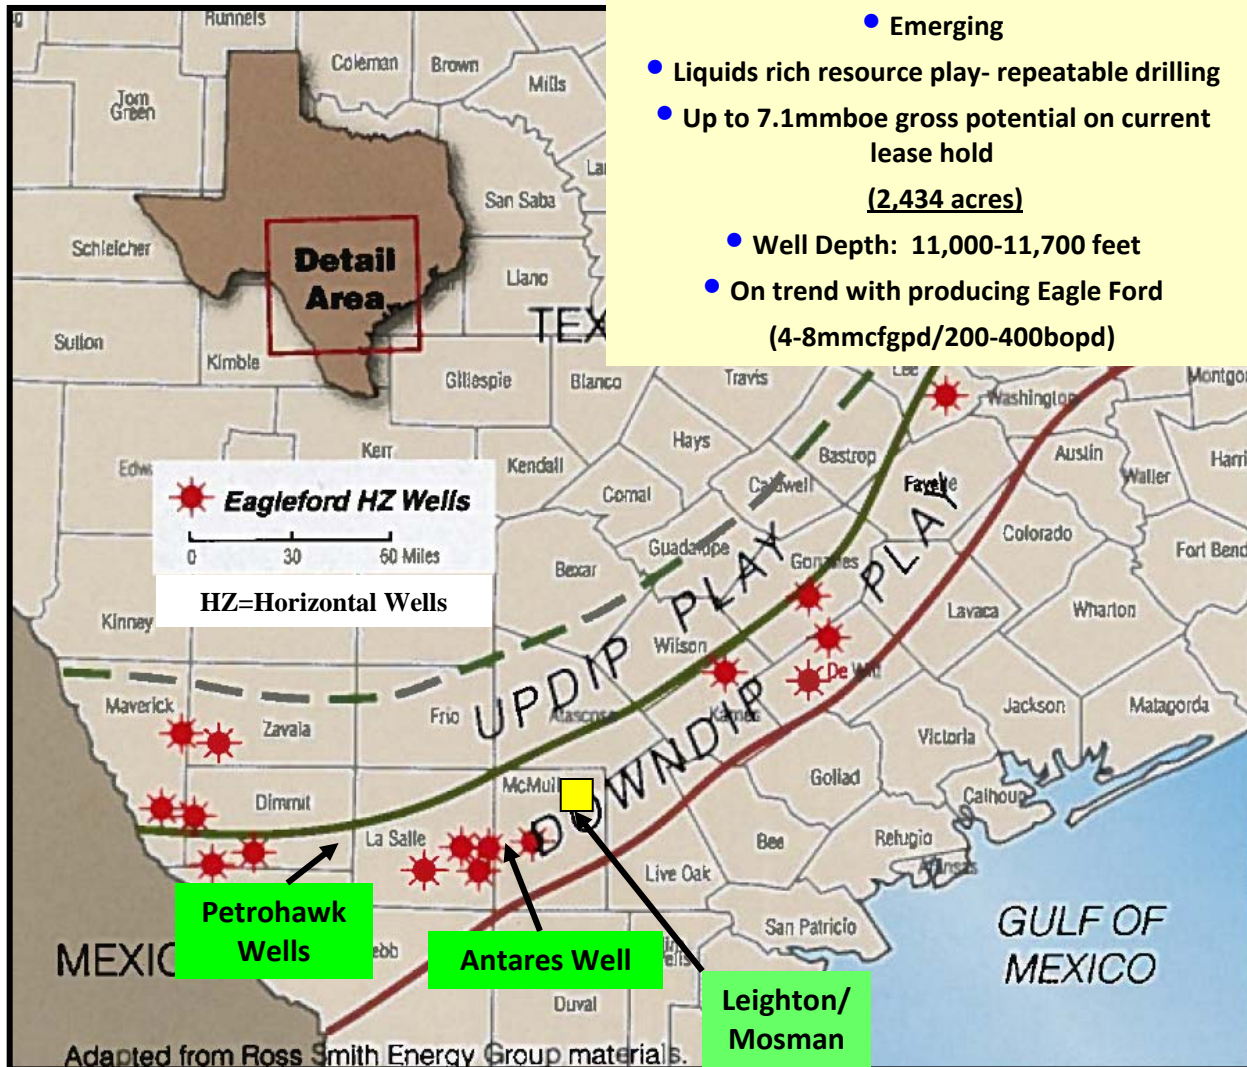 Runnels
Coleman
Brown
Mills
Tom
Green
San Saba
Schleicher
Llano
Sutton
Kimble
Gillespie
Blanco
Travis
Lee
Washington
Detail
Area
• Emerging
• Liquids rich resource play- repeatable drilling
• Up to 7.1mmboe gross potential on current
lease hold
(2,434 acres)
• Well Depth: 11,000-11,700 feet
• On trend with producing Eagle Ford
(4-8mmcfgpd/200-400bopd)
Kerr
Kendall
Hays
Bastrop
Austin
Waller
Comal
Caldwell
Fayette
Colorado
Fort Bend
Eagleford HZ Wells
0 30 60 Miles
HZ=Horizontal Wells
Bexar
Guadalupe
Gonzales
Lavaca
Wharton
Kinney
Wilson
UPDIP PLAY
DOWNDIP PLAY
Maverick
Zavala
Frio
Atascosa
Karnes
De Witt
Jackson
Matagorda
Victoria
Goliad
Calhoun
Dimmit
La Salle
Bee
Refugio
Live Oak
San Patricio
Petrohawk
Wells
Antares Well
Leighton/
Mosman
Duval
GULF OF
MEXICO
Adapted from Ross Smith Energy Group materials.